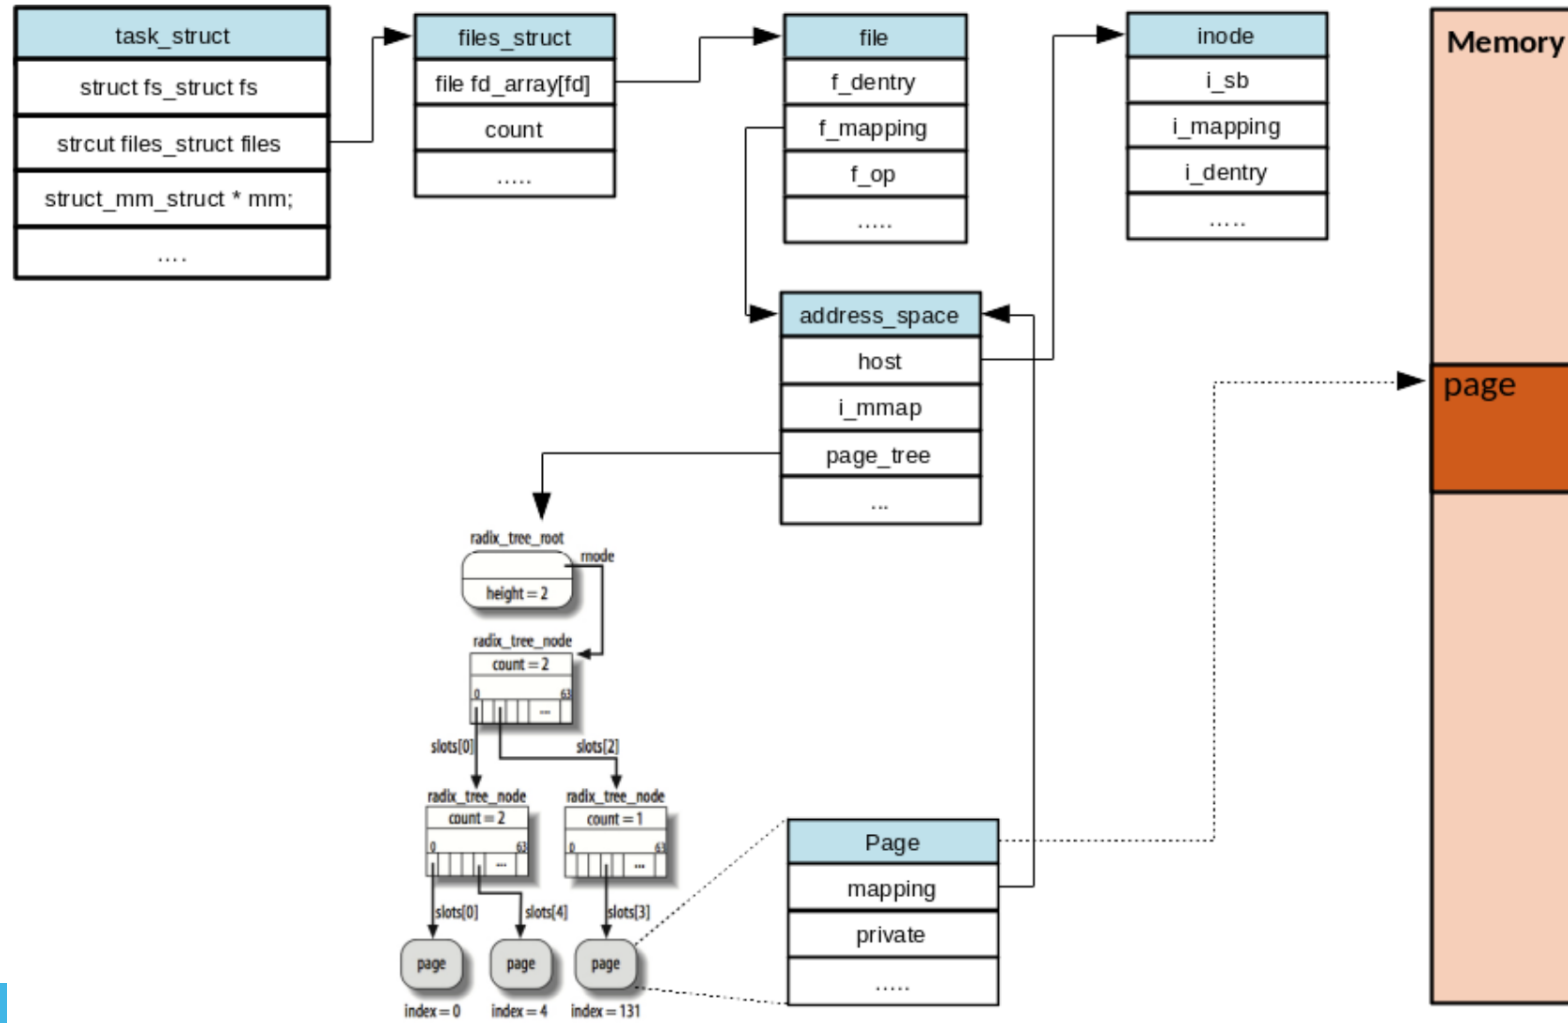 task_struct
struct fs_struct fs
strcut files_struct files
struct_mm_struct * mm;
....
files_struct
file fd_array[fd]
count
.....
file
f_dentry
f_mapping
f_op
.....
inode
i_sb
i_mapping
i_dentry
.....
Memory
page
address_space
host
i_mmap
page_tree
...
radix_tree_root
rnode
height = 2
radix_tree_node
count = 2
0 63
...
slots[0] slots[2]
radix_tree_node radix_tree_node
count = 2 count = 1
0 63 0 63
... ...
slots[0] slots[4] slots[3]
page page page
index = 0 index = 4 index = 131
Page
mapping
private
.....